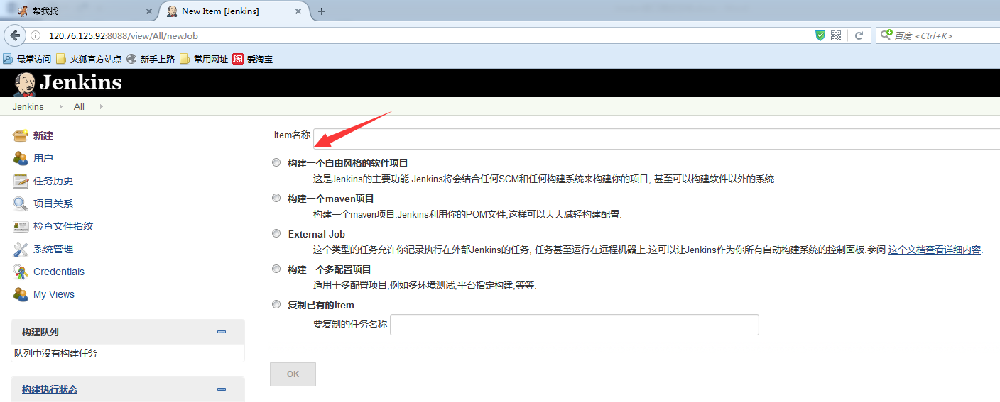 帮我找
New Item [Jenkins]
120.76.125.92:8088/view/All/newJob
百度 <Ctrl+K>
最常访问 火狐官方站点 新手上路 常用网址 淘 爱淘宝
Jenkins
Jenkins All
新建
用户
任务历史
项目关系
检查文件指纹
系统管理
Credentials
My Views
构建队列
队列中没有构建任务
构建执行状态
Item名称
构建一个自由风格的软件项目
这是Jenkins的主要功能.Jenkins将会结合任何SCM和任何构建系统来构建你的项目, 甚至可以构建软件以外的系统.
构建一个maven项目
构建一个maven项目.Jenkins利用你的POM文件,这样可以大大减轻构建配置.
External Job
这个类型的任务允许你记录执行在外部Jenkins的任务, 任务甚至运行在远程机器上.这可以让Jenkins作为你所有自动构建系统的控制面板.参阅 这个文档查看详细内容.
构建一个多配置项目
适用于多配置项目,例如多环境测试,平台指定构建,等等.
复制已有的Item
要复制的任务名称
OK